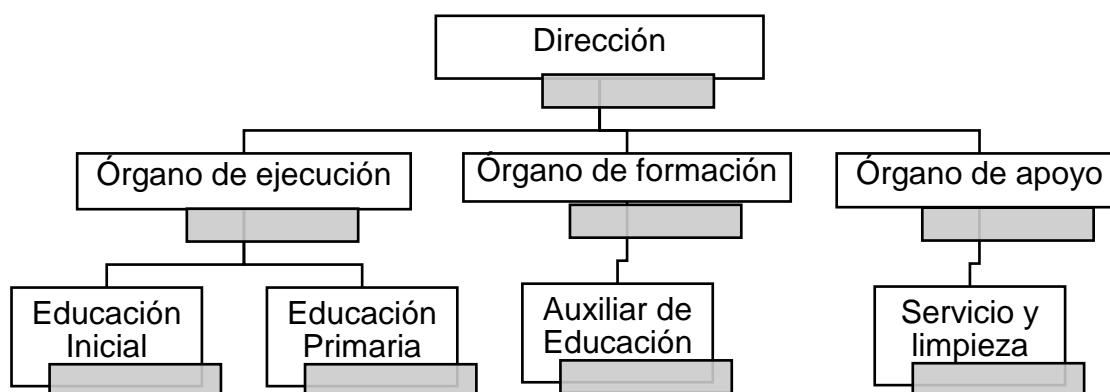 Dirección
Órgano de ejecución
Órgano de formación
Órgano de apoyo
Educación
Inicial
Educación
Primaria
Auxiliar de
Educación
Servicio y
limpieza